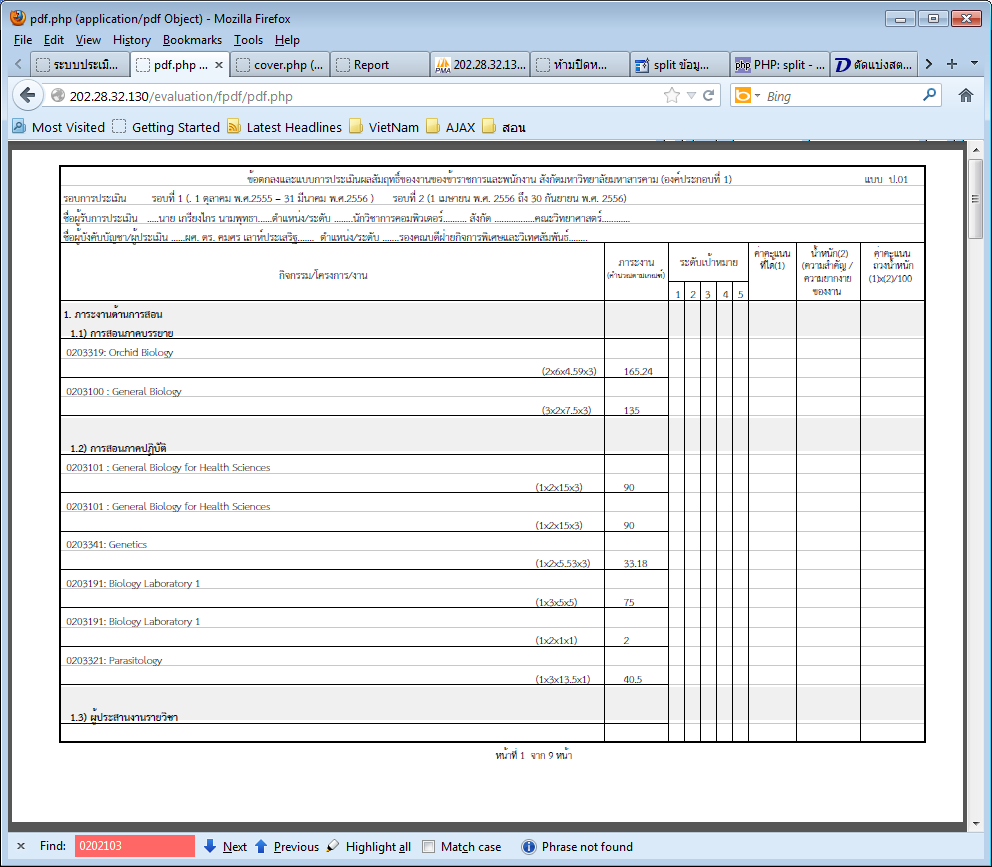 pdf.php (application/pdf Object) - Mozilla Firefox
File Edit View History Bookmarks Tools Help
ระบบประเมิ... pdf.php ... × cover.php (... Report 202.28.32.13... ห้ามปิดห... split ข้อมู... PHP: split - ... ตัดแบ่งสต...
202.28.32.130/evaluation/fpdf/pdf.php Bing
Most Visited Getting Started Latest Headlines VietNam AJAX สอน
ข้อตกลงและแบบการประเมินผลสัมฤทธิ์ของงานของข้าราชการและพนักงาน สังกัดมหาวิทยาลัยมหาสารคาม (องค์ประกอบที่ 1) แบบ ป.01
รอบการประเมิน รอบที่ 1 (. 1 ตุลาคม พ.ศ.2555 – 31 มีนาคม พ.ศ.2556 ) รอบที่ 2 (1 เมษายน พ.ศ. 2556 ถึง 30 กันยายน พ.ศ. 2556)
ชื่อผู้รับการประเมิน .....นาย เกรียงไกร นามพุทธา.....ตำแหน่ง/ระดับ .......นักวิชาการคอมพิวเตอร์.......... สังกัด ................คณะวิทยาศาสตร์...........
ชื่อผู้บังคับบัญชา/ผู้ประเมิน ......ผศ. ดร. คมศร เลาห์ประเสริฐ....... ตำแหน่ง/ระดับ ......รองคณบดีฝ่ายกิจการพิเศษและวิเทศสัมพันธ์........
กิจกรรม/โครงการ/งาน
ภาระงาน
(คำนวณตามเกณฑ์)
ระดับเป้าหมาย
1 2 3 4 5
ค่าคะแนน
ที่ได้(1)
น้ำหนัก(2)
(ความสำคัญ /
ความยากง่าย
ของงาน
ค่าคะแนน
ถ่วงน้ำหนัก
(1)x(2)/100
1. ภาระงานด้านการสอน
1.1) การสอนภาคบรรยาย
0203319: Orchid Biology
(2x6x4.59x3) 165.24
0203100 : General Biology
(3x2x7.5x3) 135
1.2) การสอนภาคปฏิบัติ
0203101 : General Biology for Health Sciences
(1x2x15x3) 90
0203101 : General Biology for Health Sciences
(1x2x15x3) 90
0203341: Genetics
(1x2x5.53x3) 33.18
0203191: Biology Laboratory 1
(1x3x5x5) 75
0203191: Biology Laboratory 1
(1x2x1x1) 2
0203321: Parasitology
(1x3x13.5x1) 40.5
1.3) ผู้ประสานงานรายวิชา
หน้าที่ 1 จาก 9 หน้า
× Find: 0202103 Next Previous Highlight all Match case Phrase not found